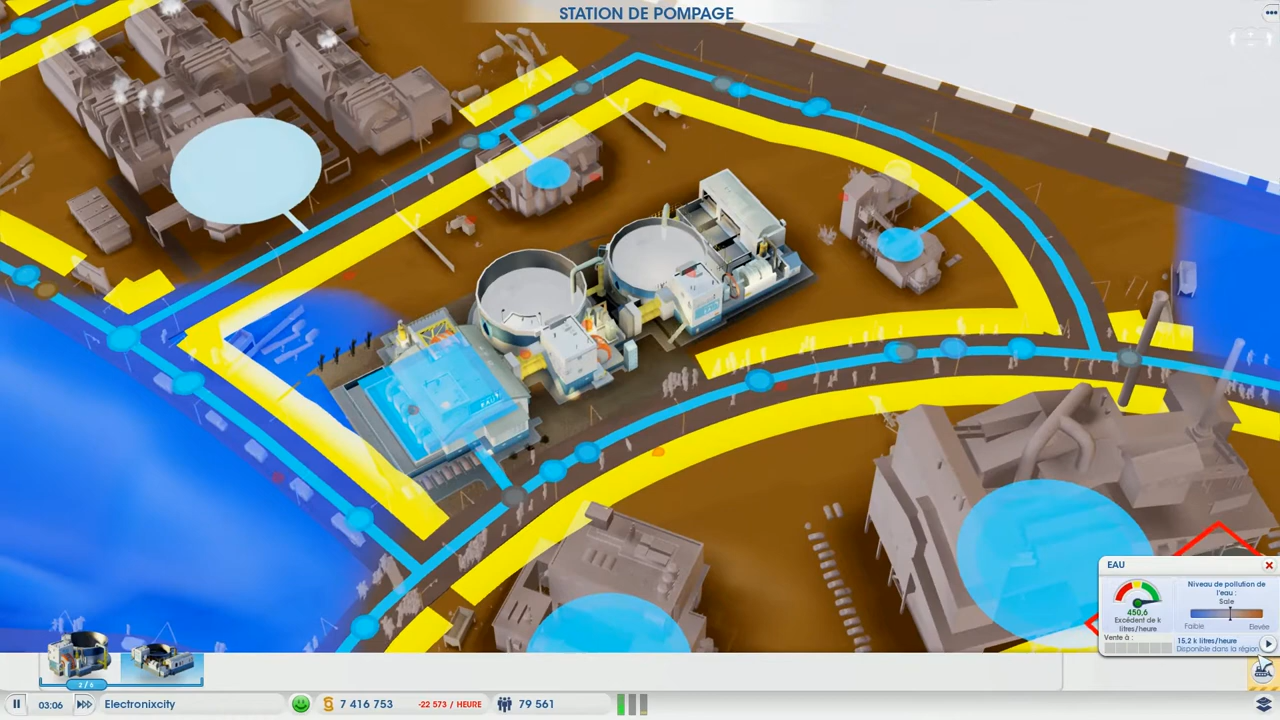 STATION DE POMPAGE
EAU
EAU
450,6
Excédent de k
litres/heure
Niveau de pollution de
l'eau :
Sale
Faible
Elevée
Vente à :
15.2 k litres/heure
Disponible dans la région
2 / 6
03:06
Electronixcity
7 416 753
-22 573 / HEURE
79 561